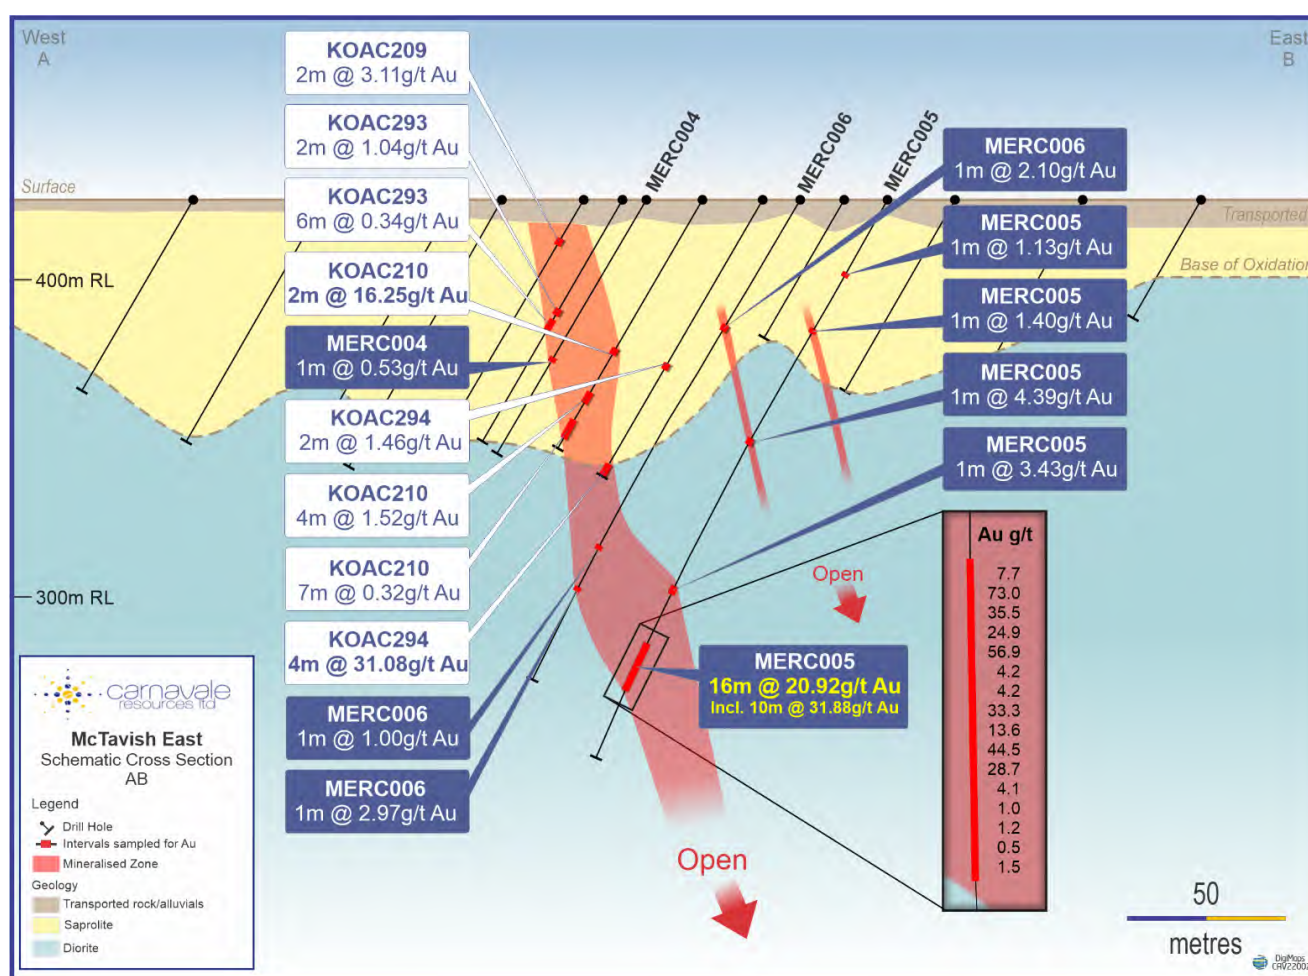 West
A
East
B
KOAC209
2m @ 3.11g/t Au
KOAC293
2m @ 1.04g/t Au
KOAC293
6m @ 0.34g/t Au
KOAC210
2m @ 16.25g/t Au
MERC004
1m @ 0.53g/t Au
KOAC294
2m @ 1.46g/t Au
KOAC210
4m @ 1.52g/t Au
KOAC210
7m @ 0.32g/t Au
KOAC294
4m @ 31.08g/t Au
MERC006
1m @ 1.00g/t Au
MERC006
1m @ 2.97g/t Au
MERC004
MERC006
MERC005
MERC006
1m @ 2.10g/t Au
MERC005
1m @ 1.13g/t Au
MERC005
1m @ 1.40g/t Au
MERC005
1m @ 4.39g/t Au
MERC005
1m @ 3.43g/t Au
Surface
Transported
Base of Oxidation
400m RL
300m RL
Open
MERC005
16m @ 20.92g/t Au
Incl. 10m @ 31.88g/t Au
Open
Au g/t
7.7
73.0
35.5
24.9
56.9
4.2
4.2
33.3
13.6
44.5
28.7
4.1
1.0
1.2
0.5
1.5
carnavale
resources ltd
McTavish East
Schematic Cross Section
AB
Legend
Drill Hole
Intervals sampled for Au
Mineralised Zone
Geology
Transported rock/alluvials
Saprolite
Diorite
50
metres
DigiMaps